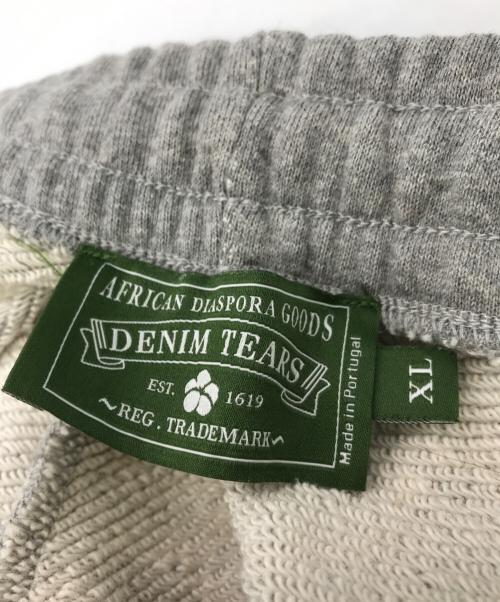 AFRICAN DIASPORA GOODS
DENIM TEARS
EST. 1619
~REG. TRADEMARK~
Made in Portugal
XL